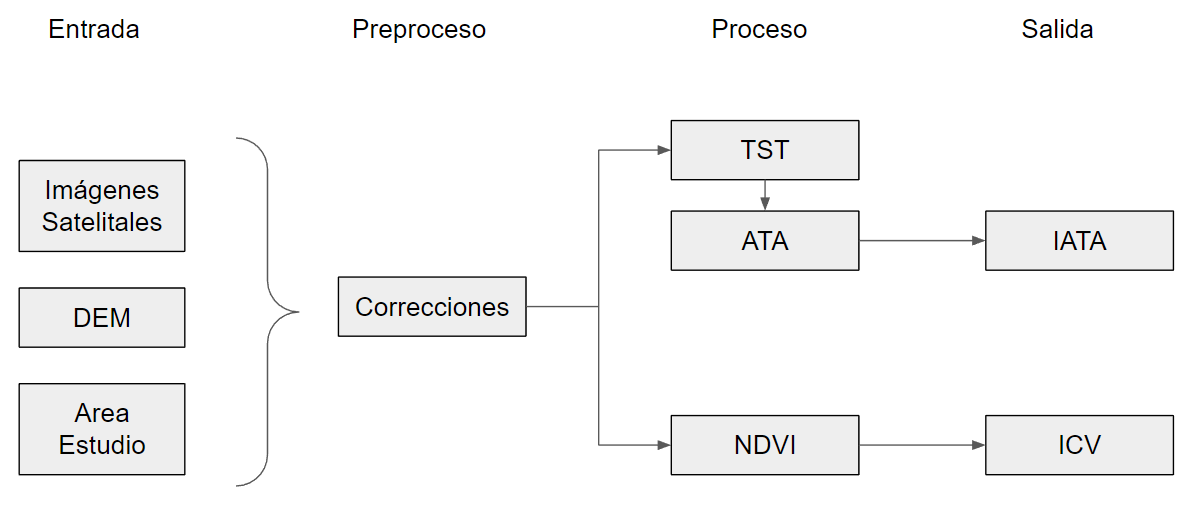 Entrada
Preproceso
Proceso
Salida
Imágenes
Satelitales
DEM
Area
Estudio
Correcciones
TST
ATA
NDVI
IATA
ICV